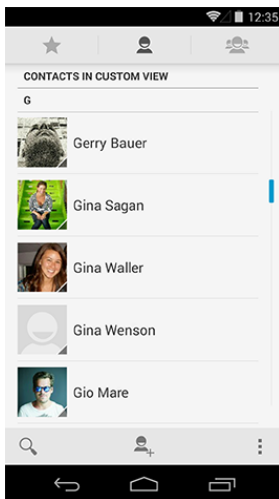 12:35
CONTACTS IN CUSTOM VIEW
G
Gerry Bauer
Gina Sagan
Gina Waller
Gina Wenson
Gio Mare